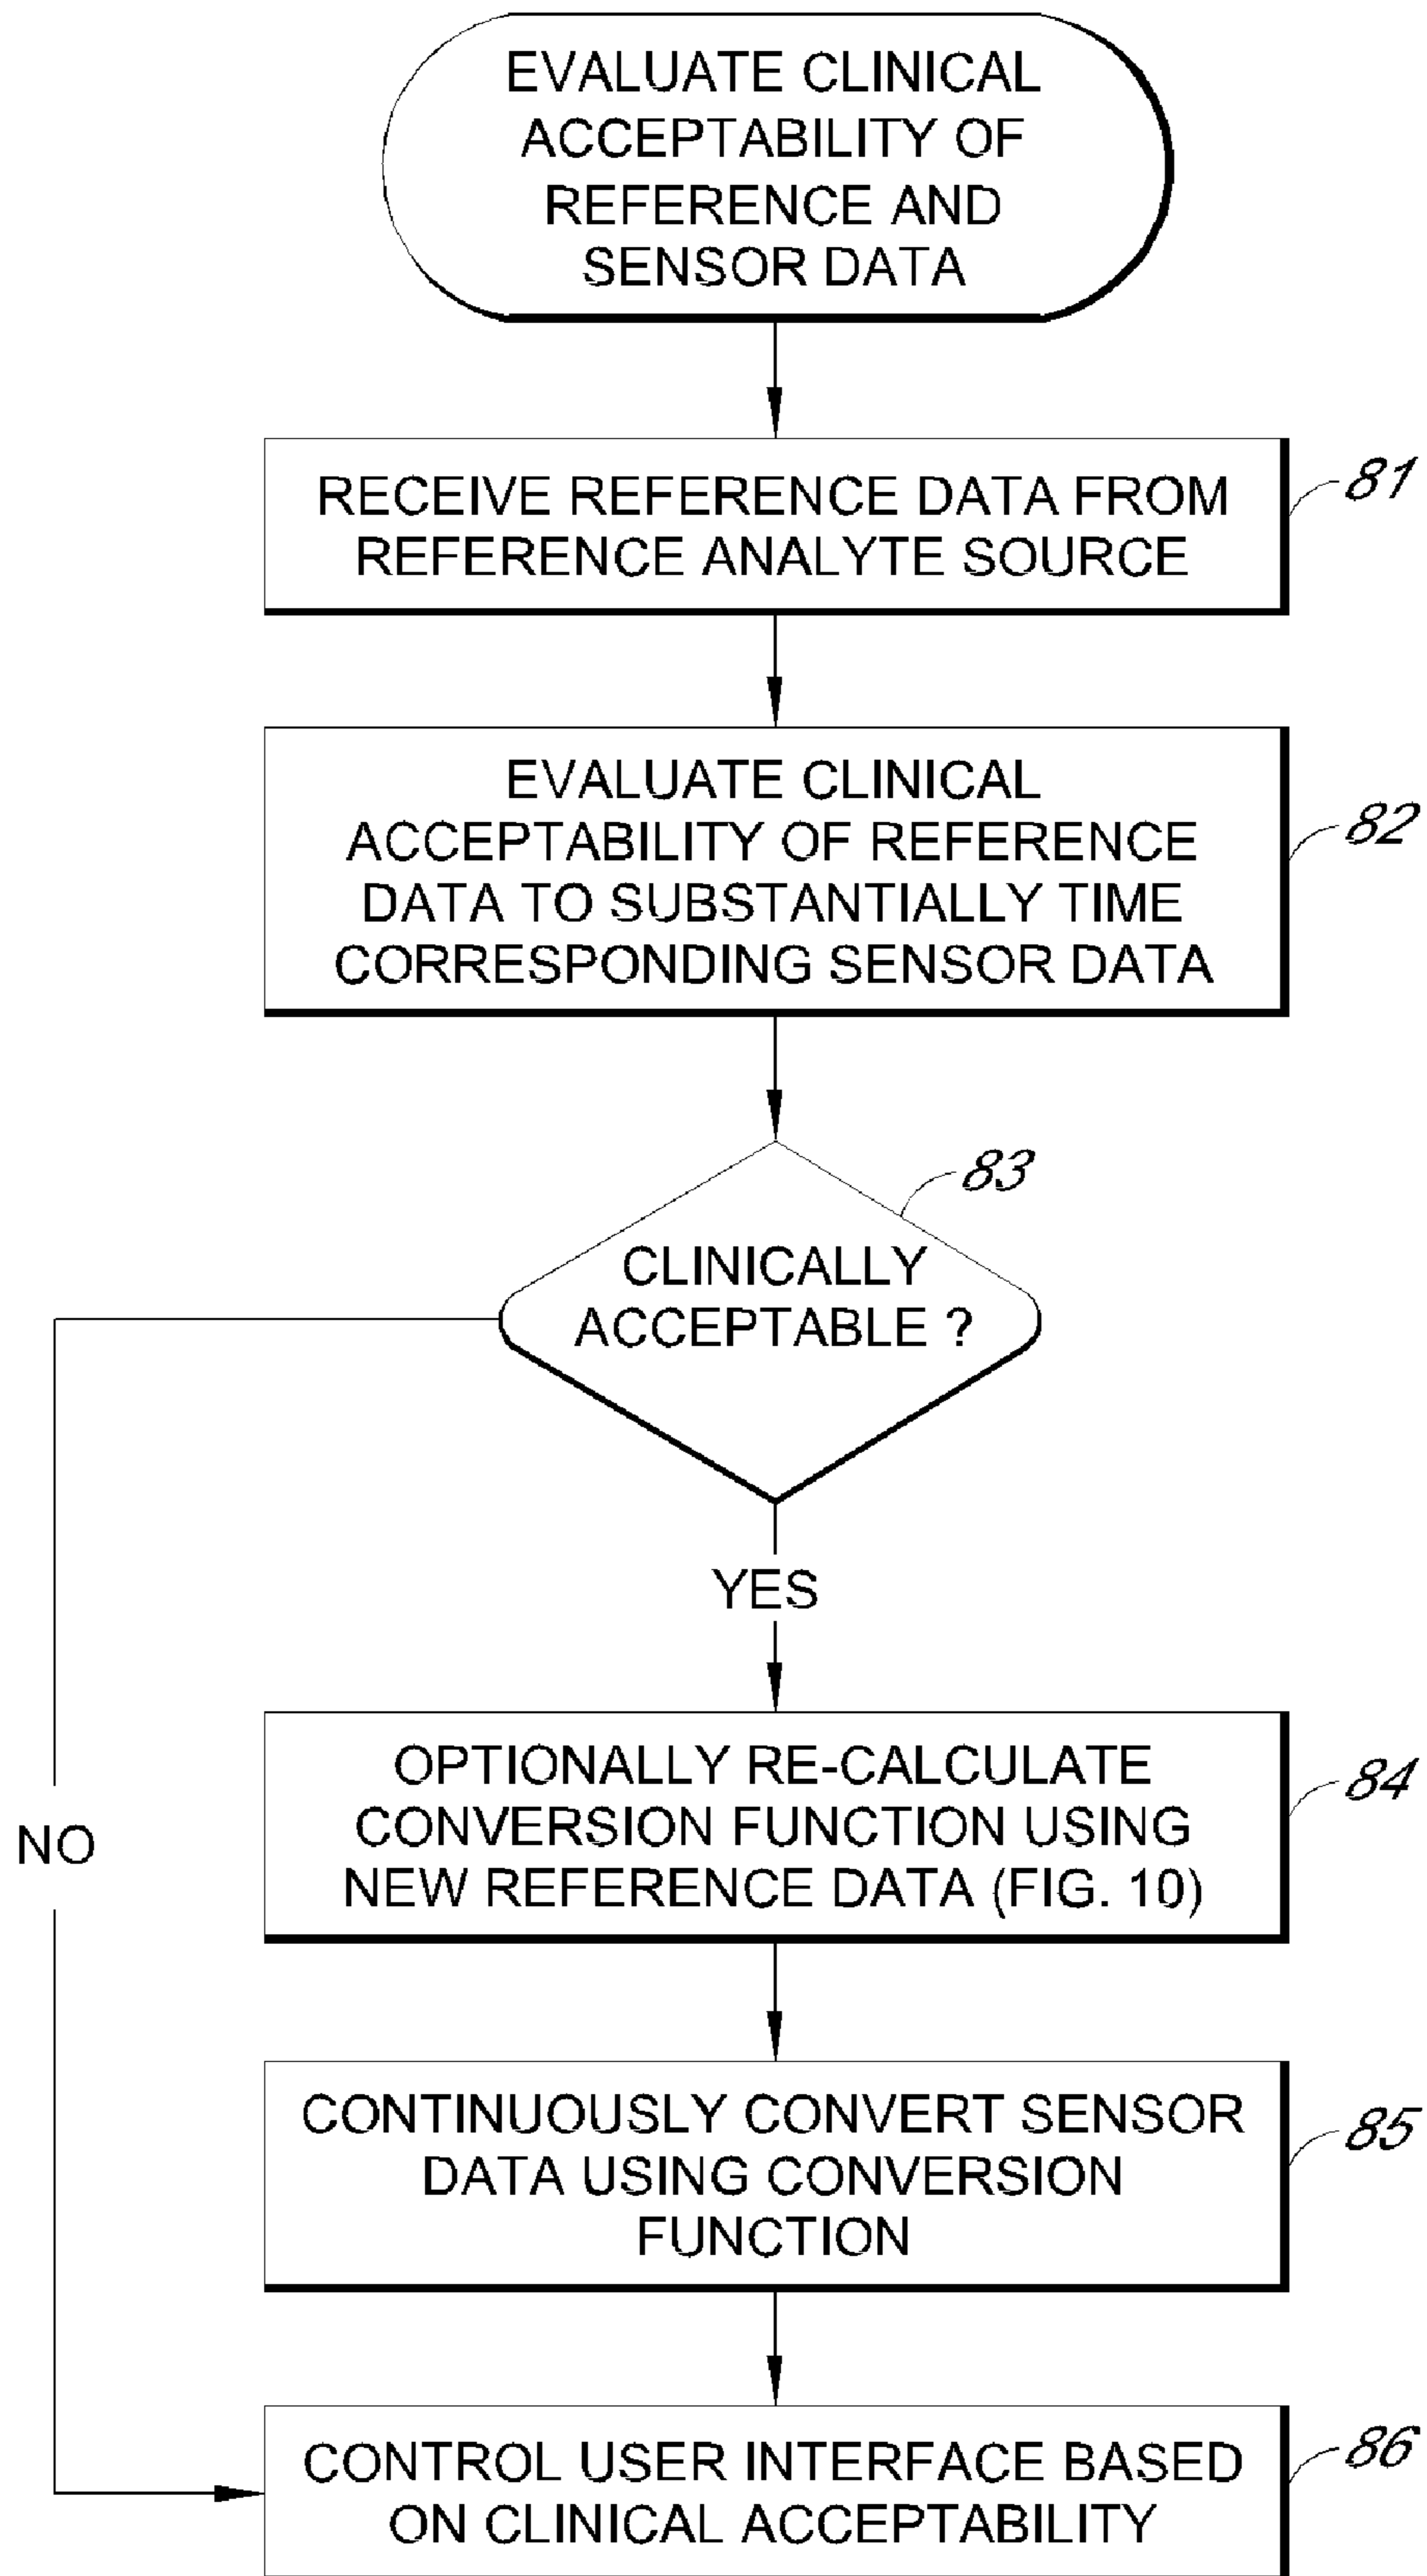 EVALUATE CLINICAL
ACCEPTABILITY OF
REFERENCE AND
SENSOR DATA
RECEIVE REFERENCE DATA FROM
REFERENCE ANALYTE SOURCE
81
EVALUATE CLINICAL
ACCEPTABILITY OF REFERENCE
DATA TO SUBSTANTIALLY TIME
CORRESPONDING SENSOR DATA
82
83
CLINICALLY
ACCEPTABLE ?
YES
NO
OPTIONALLY RE-CALCULATE
CONVERSION FUNCTION USING
NEW REFERENCE DATA (FIG. 10)
84
CONTINUOUSLY CONVERT SENSOR
DATA USING CONVERSION
FUNCTION
85
CONTROL USER INTERFACE BASED
ON CLINICAL ACCEPTABILITY
86